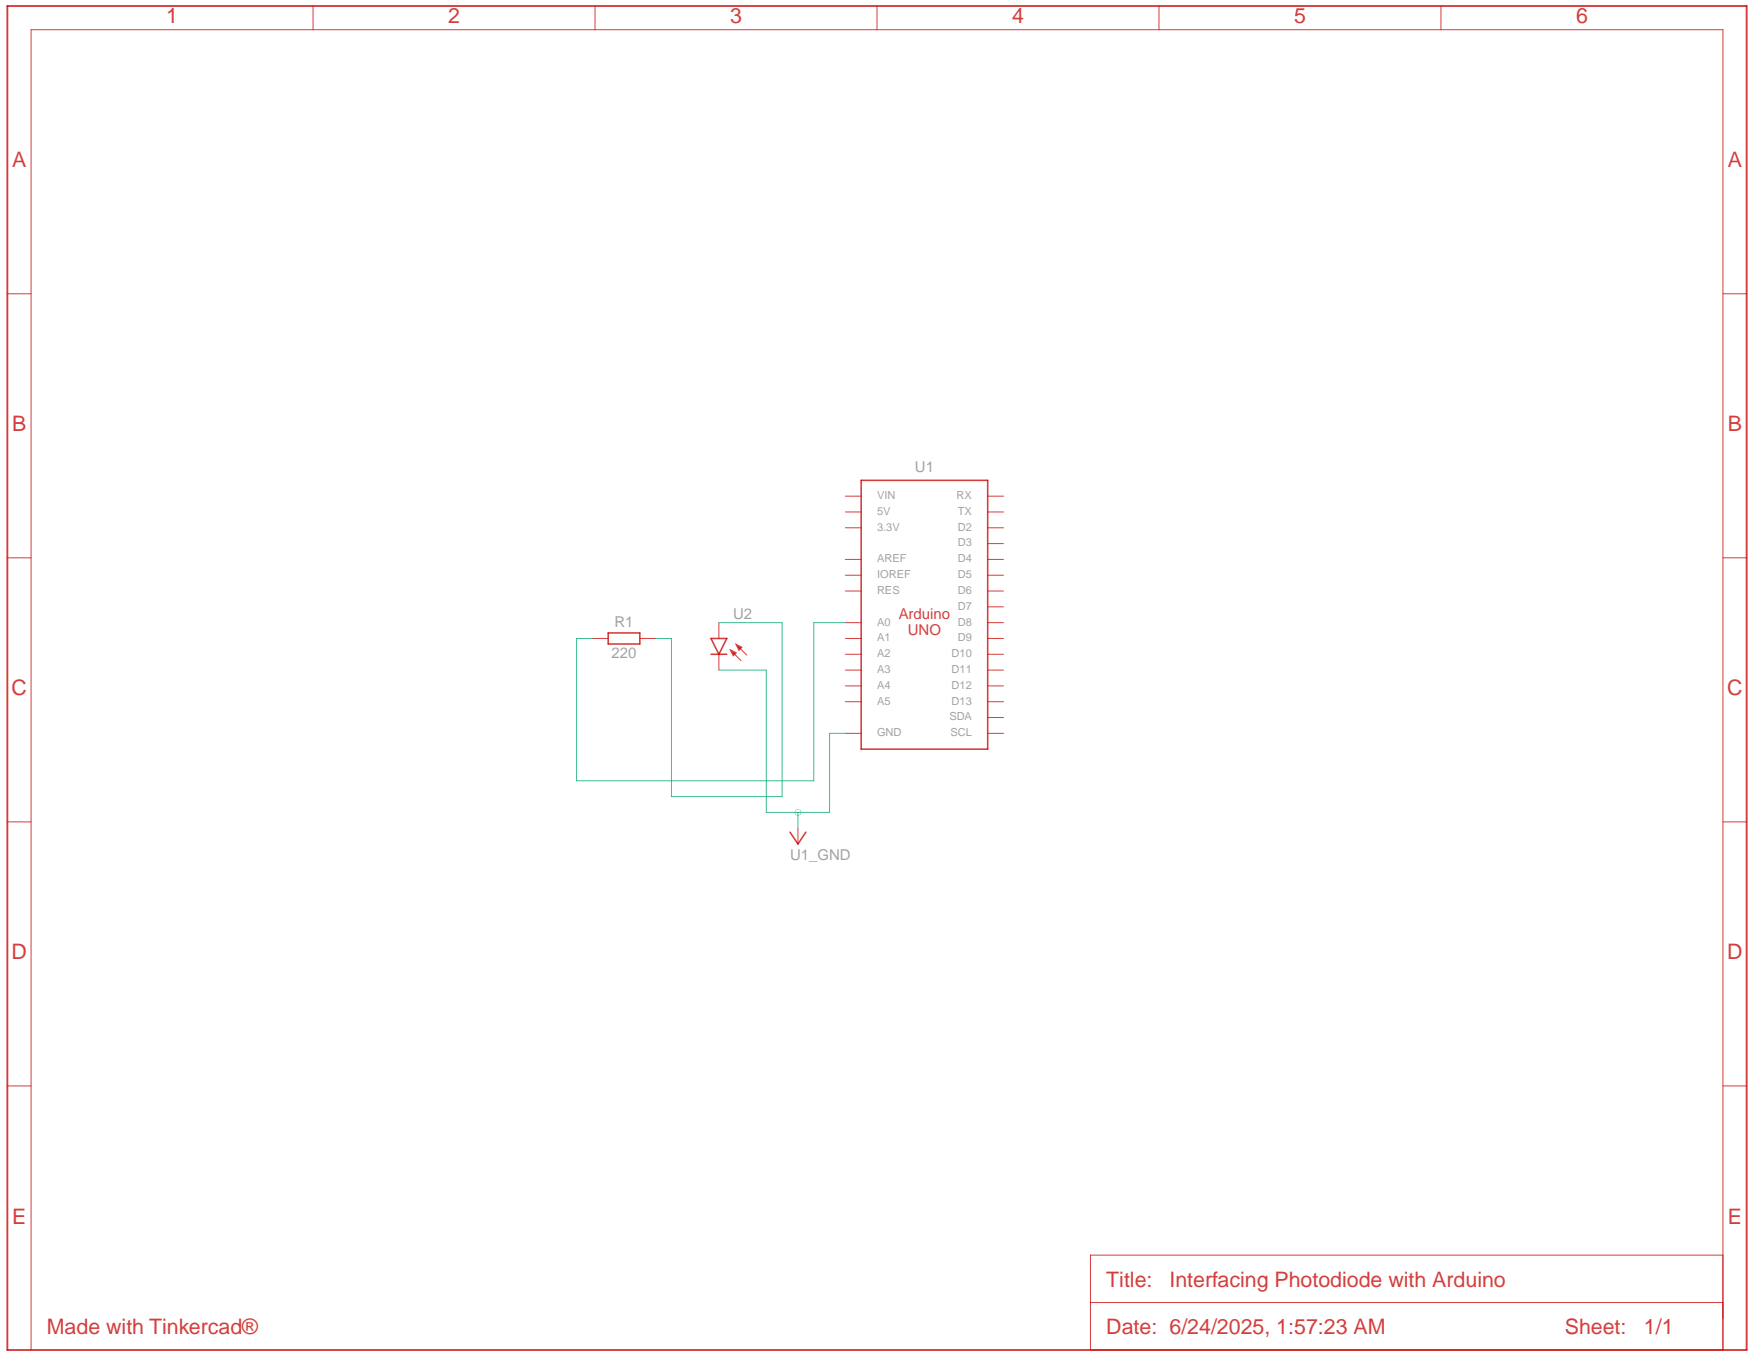 1 2 3 4 5 6
A A
B B
U1
VIN RX
5V TX
3.3V D2
D3
AREF D4
IOREF D5
RES D6
D7
Arduino
UNO
A0 D8
A1 D9
A2 D10
A3 D11
A4 D12
A5 D13
SDA
GND SCL
R1
220
U2
C C
U1_GND
D D
E E
Title: Interfacing Photodiode with Arduino
Date: 6/24/2025, 1:57:23 AM Sheet: 1/1
Made with Tinkercad®